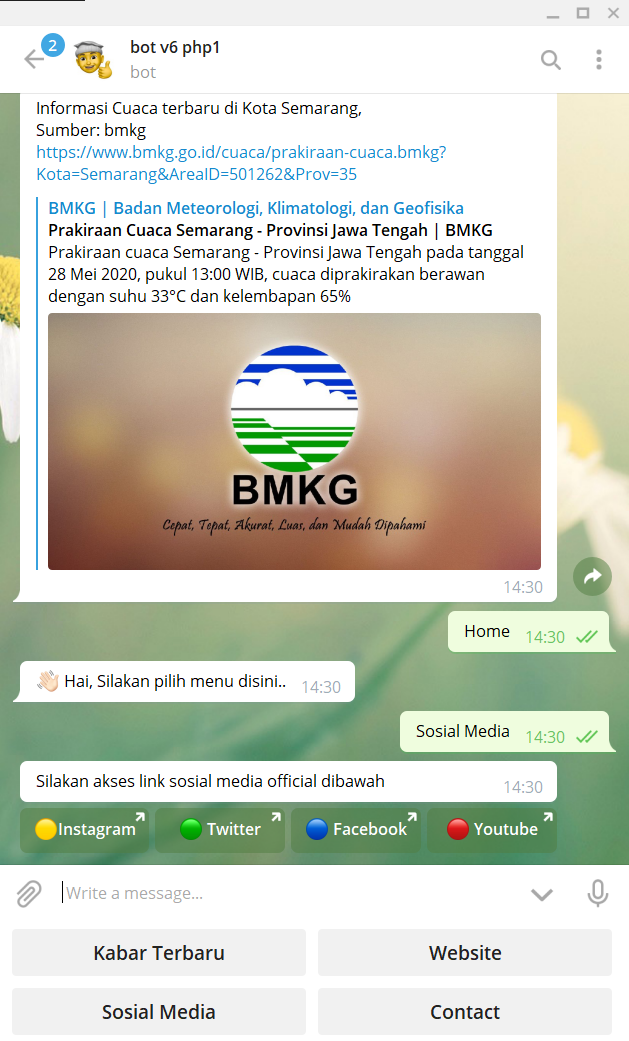 2
bot v6 php1
bot
Informasi Cuaca terbaru di Kota Semarang,
Sumber: bmkg
https://www.bmkg.go.id/cuaca/prakiraan-cuaca.bmkg?
Kota=Semarang&AreaID=501262&Prov=35
BMKG | Badan Meteorologi, Klimatologi, dan Geofisika
Prakiraan Cuaca Semarang - Provinsi Jawa Tengah | BMKG
Prakiraan cuaca Semarang - Provinsi Jawa Tengah pada tanggal
28 Mei 2020, pukul 13:00 WIB, cuaca diprakirakan berawan
dengan suhu 33°C dan kelembapan 65%
BMKG
Cepat, Tepat, Akurat, Luas, dan Mudah Dipahami
14:30
Home 14:30
👋🏻 Hai, Silakan pilih menu disini.. 14:30
Sosial Media 14:30
Silakan akses link sosial media official dibawah 14:30
🟡Instagram 🟢 Twitter 🔵 Facebook 🔴 Youtube
Write a message...
Kabar Terbaru Website
Sosial Media Contact